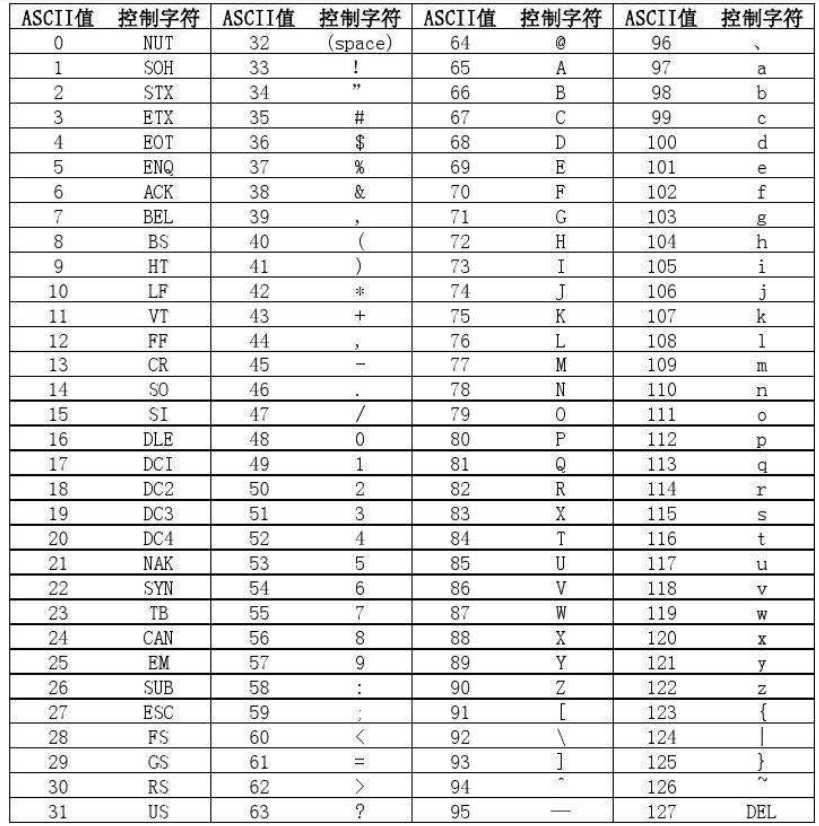 ASCII值 控制字符 ASCII值 控制字符 ASCII值 控制字符 ASCII值 控制字符
0 NUT 32 (space) 64 @ 96 、
1 SOH 33 ! 65 A 97 a
2 STX 34 ” 66 B 98 b
3 ETX 35 # 67 C 99 c
4 EOT 36 $ 68 D 100 d
5 ENQ 37 % 69 E 101 e
6 ACK 38 & 70 F 102 f
7 BEL 39 , 71 G 103 g
8 BS 40 ( 72 H 104 h
9 HT 41 ) 73 I 105 i
10 LF 42 * 74 J 106 j
11 VT 43 + 75 K 107 k
12 FF 44 , 76 L 108 l
13 CR 45 - 77 M 109 m
14 SO 46 . 78 N 110 n
15 SI 47 / 79 O 111 o
16 DLE 48 0 80 P 112 p
17 DCI 49 1 81 Q 113 q
18 DC2 50 2 82 R 114 r
19 DC3 51 3 83 X 115 s
20 DC4 52 4 84 T 116 t
21 NAK 53 5 85 U 117 u
22 SYN 54 6 86 V 118 v
23 TB 55 7 87 W 119 w
24 CAN 56 8 88 X 120 x
25 EM 57 9 89 Y 121 y
26 SUB 58 : 90 Z 122 z
27 ESC 59 ; 91 [ 123 {
28 FS 60 < 92 \ 124 |
29 GS 61 = 93 ] 125 }
30 RS 62 > 94 ^ 126 ~
31 US 63 ? 95 — 127 DEL